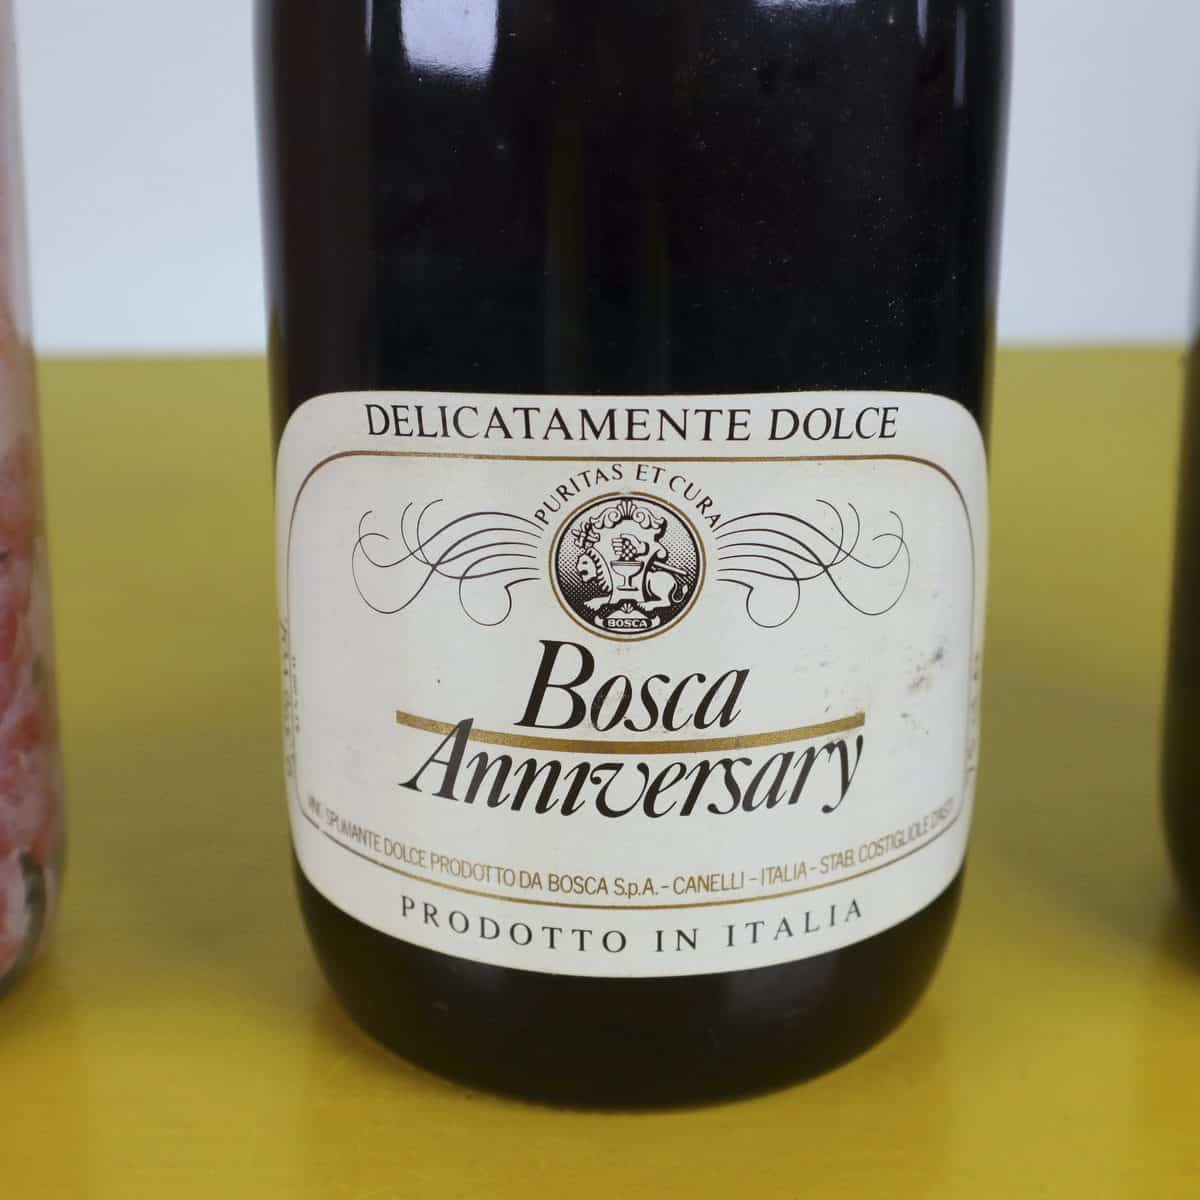 DELICATAMENTE DOLCE
PURITAS ET CURA
BOSCA
Bosca
Anniversary
SPUMANTE DOLCE PRODOTTO DA BOSCA S.p.A. - CANELLI - ITALIA - STAB. COSTIGLIOLE D'ASTI
PRODOTTO IN ITALIA